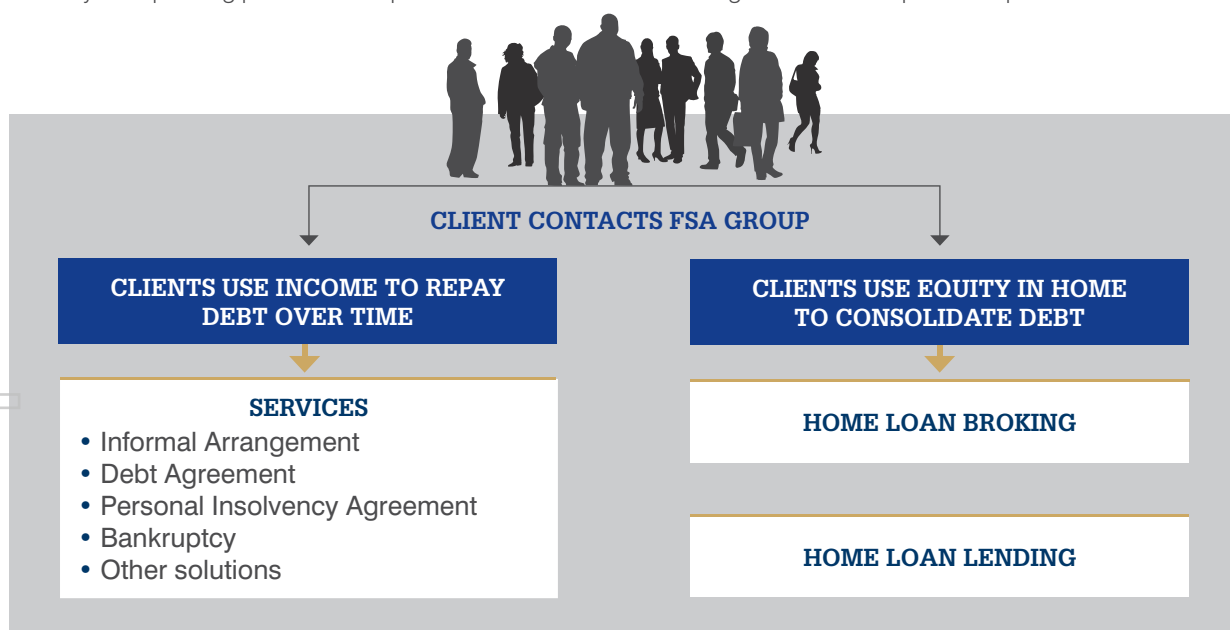 CLIENT CONTACTS FSA GROUP
CLIENTS USE INCOME TO REPAY
DEBT OVER TIME
SERVICES
• Informal Arrangement
• Debt Agreement
• Personal Insolvency Agreement
• Bankruptcy
• Other solutions
CLIENTS USE EQUITY IN HOME
TO CONSOLIDATE DEBT
HOME LOAN BROKING
HOME LOAN LENDING